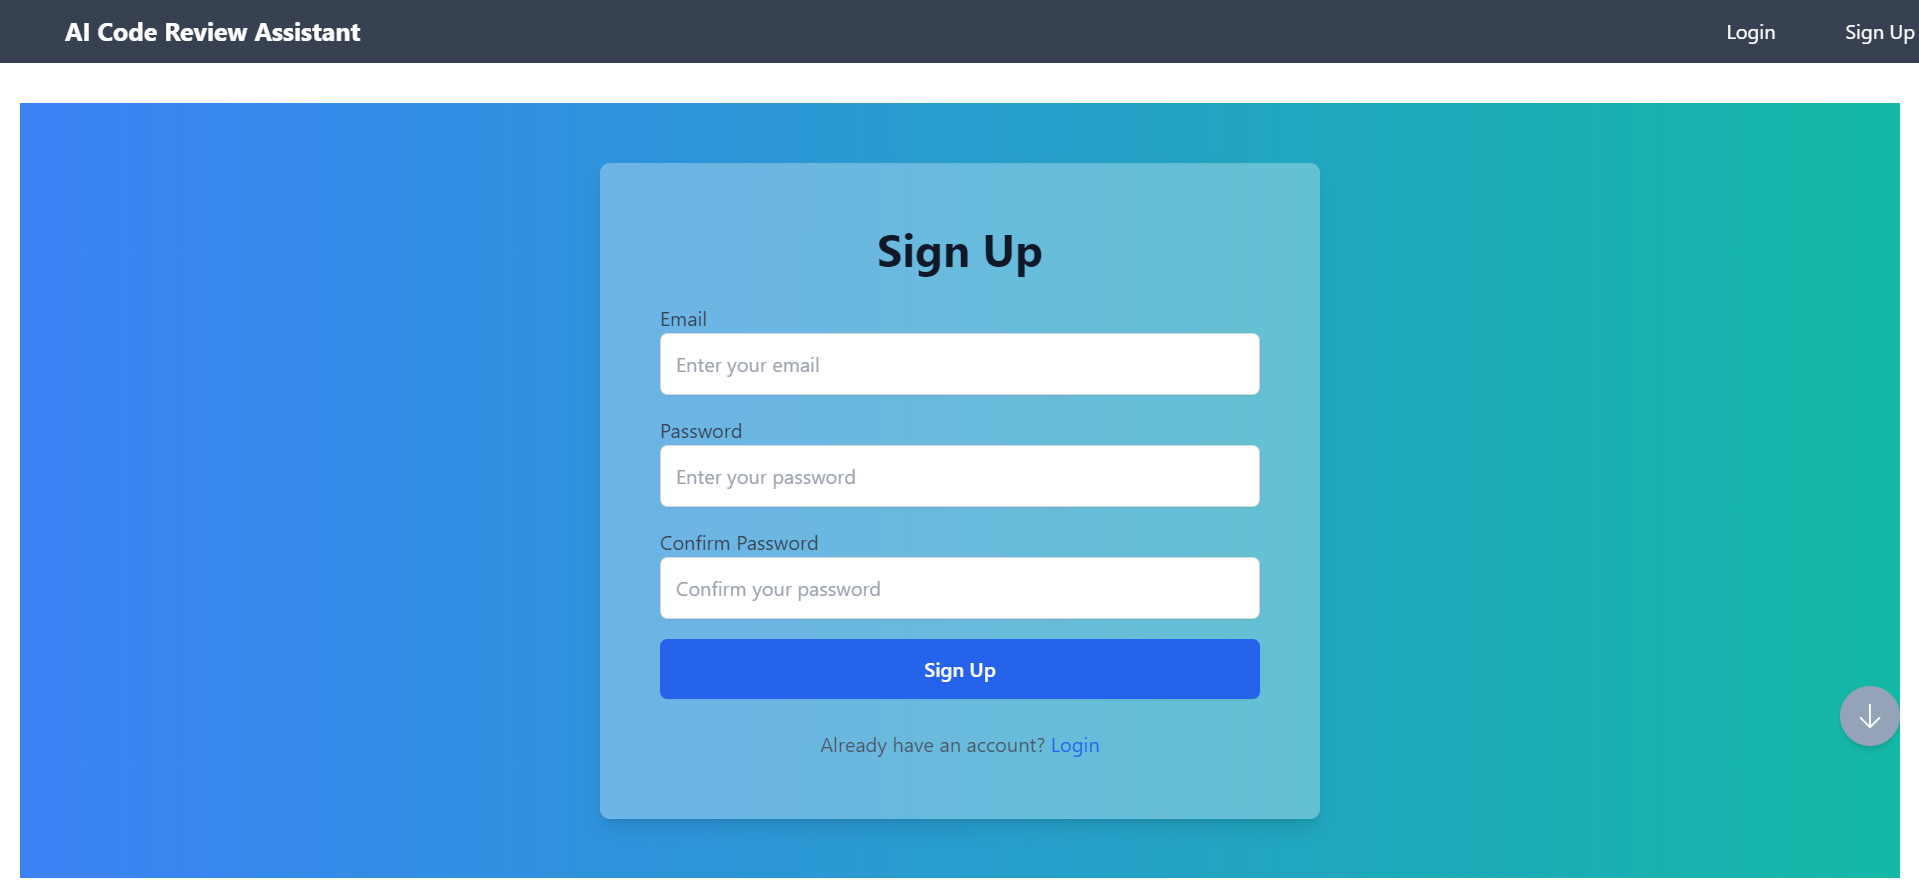 AI Code Review Assistant
Login
Sign Up
Sign Up
Email
Enter your email
Password
Enter your password
Confirm Password
Confirm your password
Sign Up
Already have an account? Login